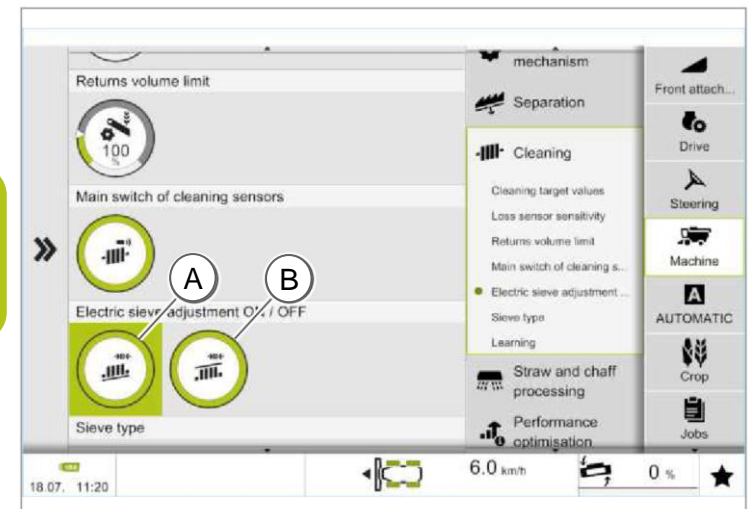 Returns volume limit
100
%
Main switch of cleaning sensors
A
B
Electric sieve adjustment ON / OFF
Sieve type
mechanism
Separation
Cleaning
Cleaning target values
Loss sensor sensitivity
Returns volume limit
Main switch of cleaning s...
Electric sieve adjustment ...
Sieve type
Learning
Straw and chaff
processing
Performance
optimisation
Front attach...
Drive
Steering
Machine
A
AUTOMATIC
Crop
Jobs
18.07. 11:20
6.0 km/h
0 %